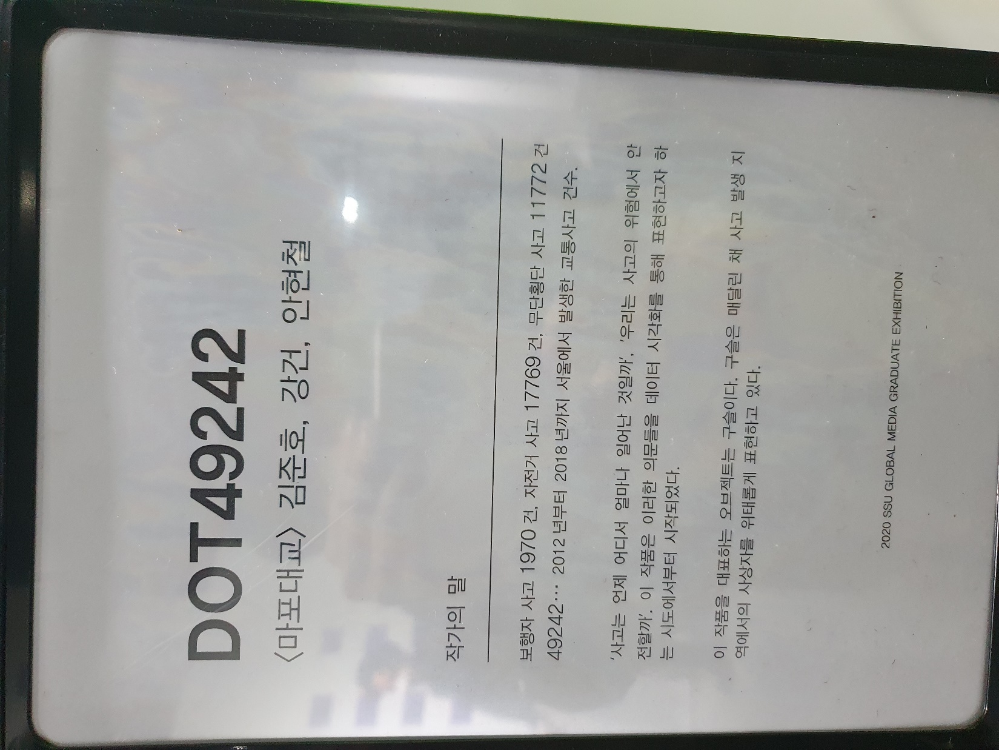 DOT49242
<마포대교> 김준호, 강건, 안현철
작가의 말
보행자 사고 1970 건, 자전거 사고 17769 건, 무단횡단 사고 11772 건
49242… 2012 년부터 2018 년까지 서울에서 발생한 교통사고 건수.
'사고는 언제 어디서 얼마나 일어난 것일까', '우리는 사고의 위험에서 안
전할까'. 이 작품은 이러한 의문들을 데이터 시각화를 통해 표현하고자 하
는 시도에서부터 시작되었다.
이 작품을 대표하는 오브젝트는 구슬이다. 구슬은 매달린 채 사고 발생 지
역에서의 사상자를 위태롭게 표현하고 있다.
2020 SSU GLOBAL MEDIA GRADUATE EXHIBITION